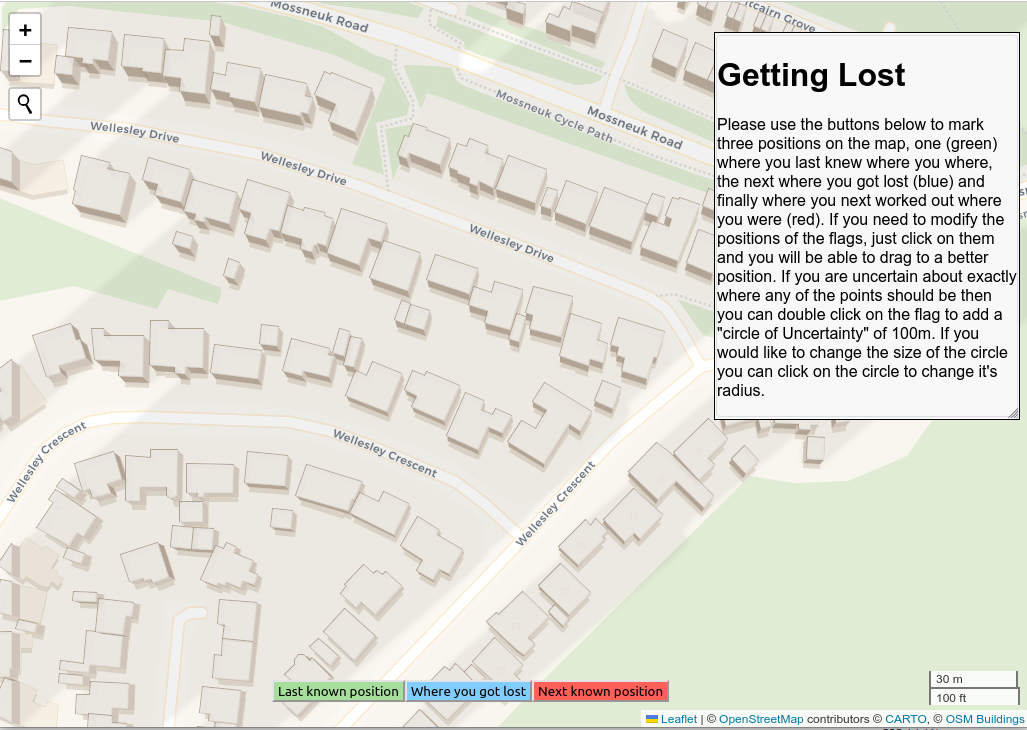 +
−
Mossneuk Road
Mossneuk Cycle Path
Mossneuk Road
Wellesley Drive
Wellesley Drive
Wellesley Drive
Getting Lost
Please use the buttons below to mark
three positions on the map, one (green)
where you last knew where you where,
the next where you got lost (blue) and
finally where you next worked out where
you were (red). If you need to modify the
positions of the flags, just click on them
and you will be able to drag to a better
position. If you are uncertain about exactly
where any of the points should be then
you can double click on the flag to add a
"circle of Uncertainty" of 100m. If you
would like to change the size of the circle
you can click on the circle to change it's
radius.
Wellesley Crescent
Wellesley Crescent
Wellesley Crescent
Last known position
Where you got lost
Next known position
30 m
100 ft
Leaflet | © OpenStreetMap contributors © CARTO, © OSM Buildings